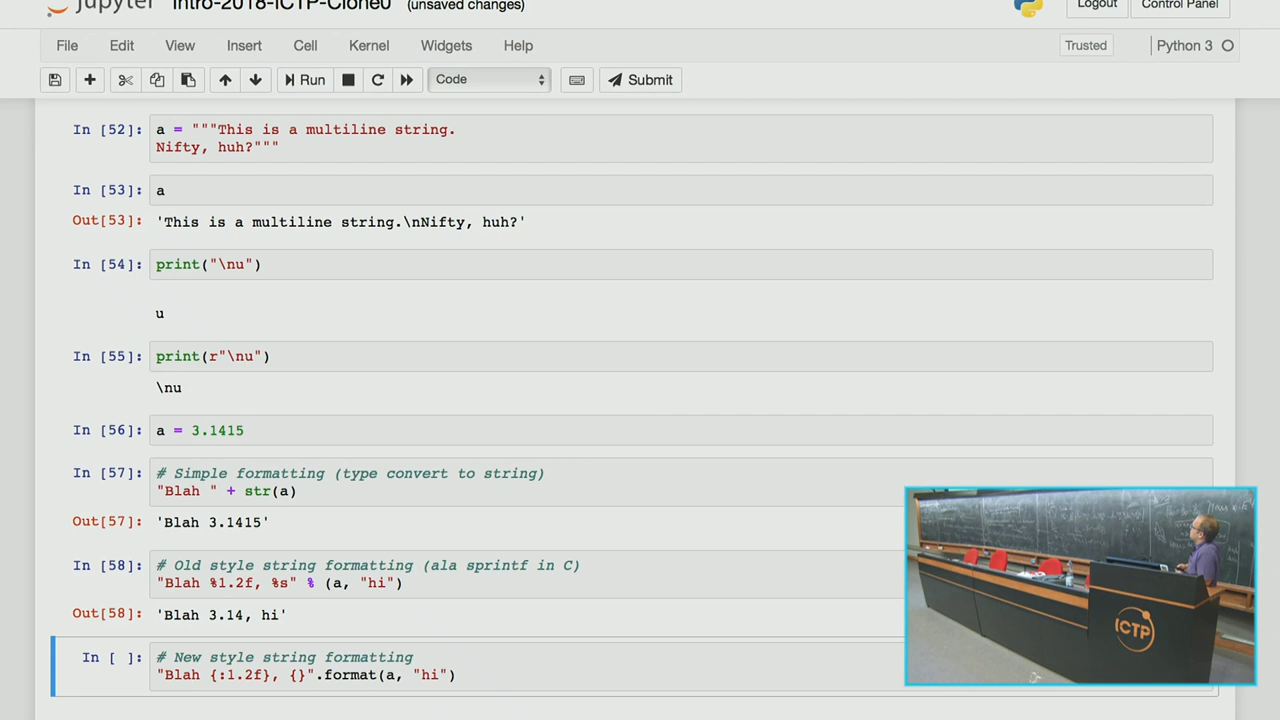 jupyter Intro-2018-ICTP-Clone0 (unsaved changes) Logout Control Panel
File Edit View Insert Cell Kernel Widgets Help Trusted Python 3
Run Code Submit
In [52]: a = """This is a multiline string.
Nifty, huh?"""
In [53]: a
Out[53]: 'This is a multiline string.\nNifty, huh?'
In [54]: print("\nu")
u
In [55]: print(r"\nu")
\nu
In [56]: a = 3.1415
In [57]: # Simple formatting (type convert to string)
"Blah " + str(a)
Out[57]: 'Blah 3.1415'
In [58]: # Old style string formatting (ala sprintf in C)
"Blah %1.2f, %s" % (a, "hi")
Out[58]: 'Blah 3.14, hi'
In [ ]: # New style string formatting
"Blah {:1.2f}, {}".format(a, "hi")
ICTP